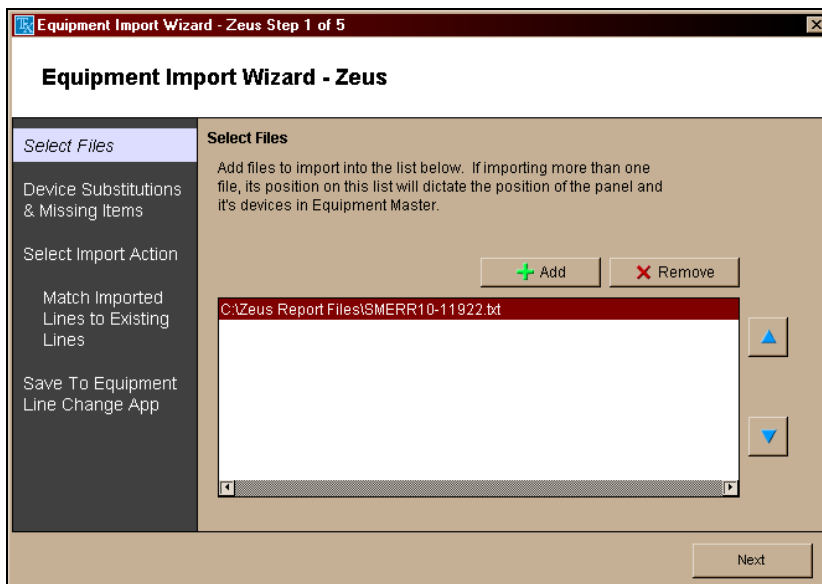 Equipment Import Wizard - Zeus Step 1 of 5
Equipment Import Wizard - Zeus
Select Files
Device Substitutions
& Missing Items
Select Import Action
Match Imported
Lines to Existing
Lines
Save To Equipment
Line Change App
Select Files
Add files to import into the list below. If importing more than one
file, its position on this list will dictate the position of the panel and
it's devices in Equipment Master.
Add
Remove
C:\Zeus Report Files\SMERR10-11922.txt
Next